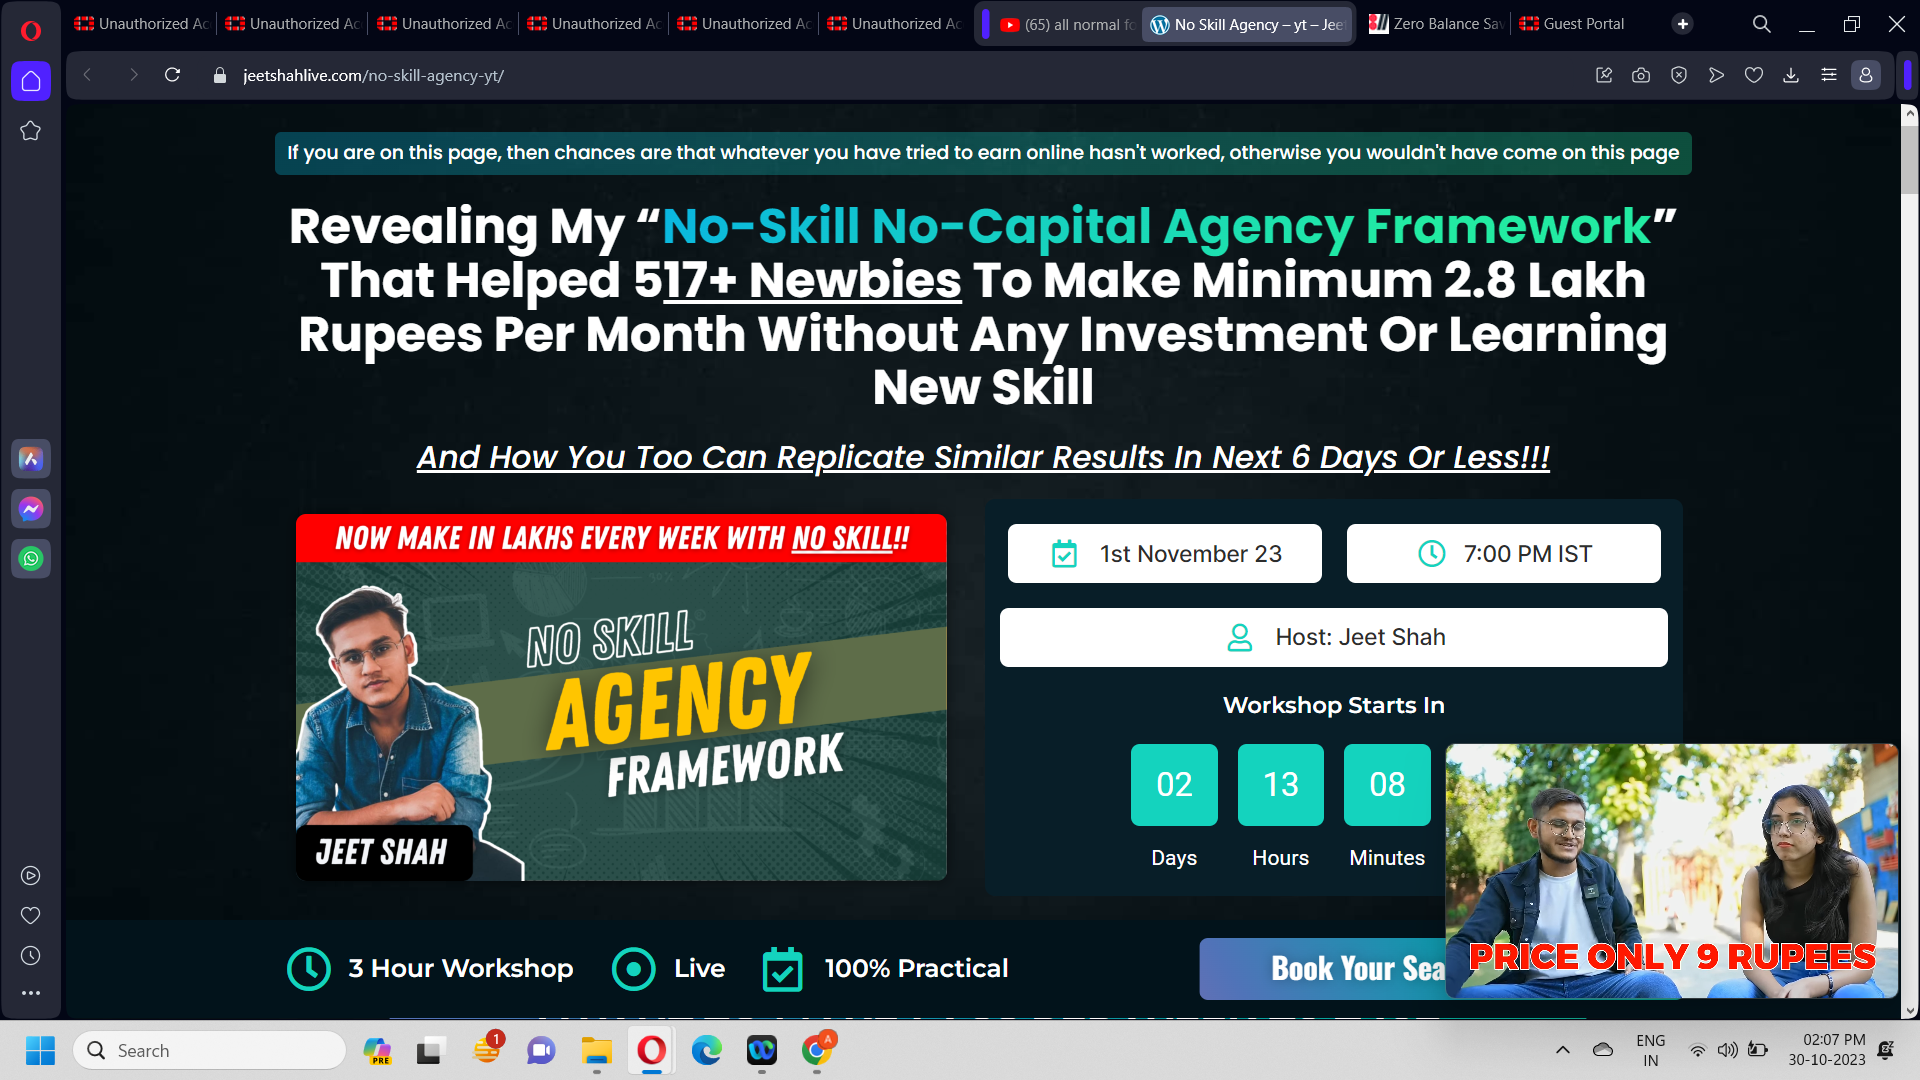 Unauthorized Ac
Unauthorized Ac
Unauthorized Ac
Unauthorized Ac
Unauthorized Ac
Unauthorized Ac
(65) all normal fo
No Skill Agency – yt – Jeet
Zero Balance Sav
Guest Portal
jeetshahlive.com/no-skill-agency-yt/
If you are on this page, then chances are that whatever you have tried to earn online hasn't worked, otherwise you wouldn't have come on this page
Revealing My “No-Skill No-Capital Agency Framework”
That Helped 517+ Newbies To Make Minimum 2.8 Lakh
Rupees Per Month Without Any Investment Or Learning
New Skill
And How You Too Can Replicate Similar Results In Next 6 Days Or Less!!!
NOW MAKE IN LAKHS EVERY WEEK WITH NO SKILL!!
NO SKILL
AGENCY
FRAMEWORK
JEET SHAH
1st November 23
7:00 PM IST
Host: Jeet Shah
Workshop Starts In
02
13
08
Days
Hours
Minutes
PRICE ONLY 9 RUPEES
3 Hour Workshop
Live
100% Practical
Book Your Sea
Search
PRE
1
A
ENG
IN
02:07 PM
30-10-2023